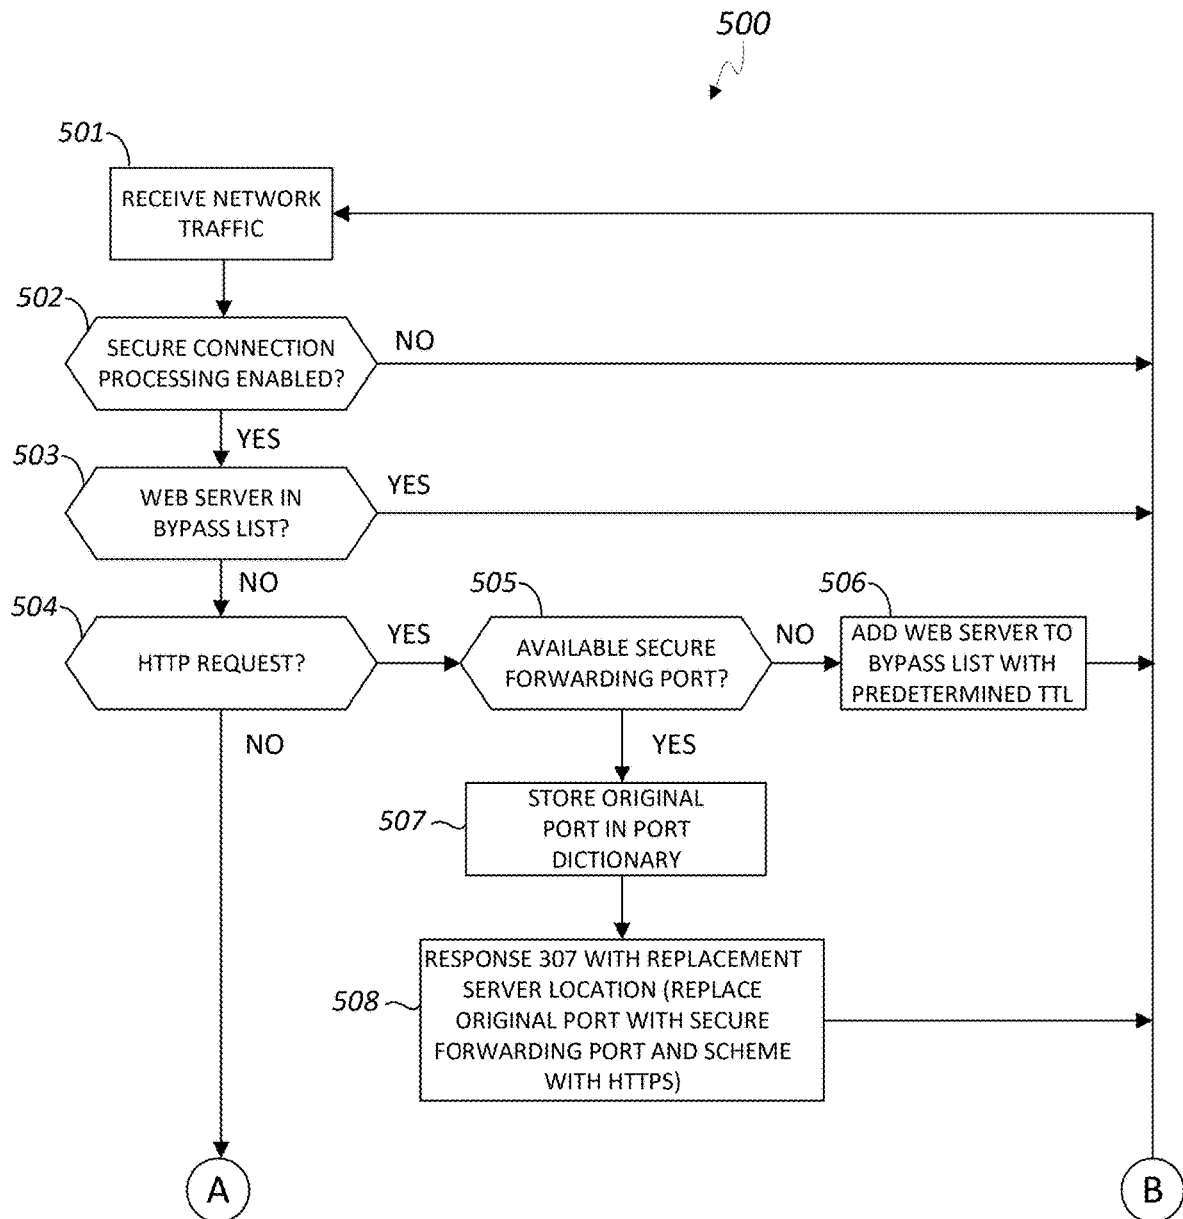 500
501
RECEIVE NETWORK
TRAFFIC
502
SECURE CONNECTION
PROCESSING ENABLED?
NO
YES
503
WEB SERVER IN
BYPASS LIST?
YES
NO
504
HTTP REQUEST?
YES
NO
505
AVAILABLE SECURE
FORWARDING PORT?
NO
YES
506
ADD WEB SERVER TO
BYPASS LIST WITH
PREDETERMINED TTL
507
STORE ORIGINAL
PORT IN PORT
DICTIONARY
508
RESPONSE 307 WITH REPLACEMENT
SERVER LOCATION (REPLACE
ORIGINAL PORT WITH SECURE
FORWARDING PORT AND SCHEME
WITH HTTPS)
A
B